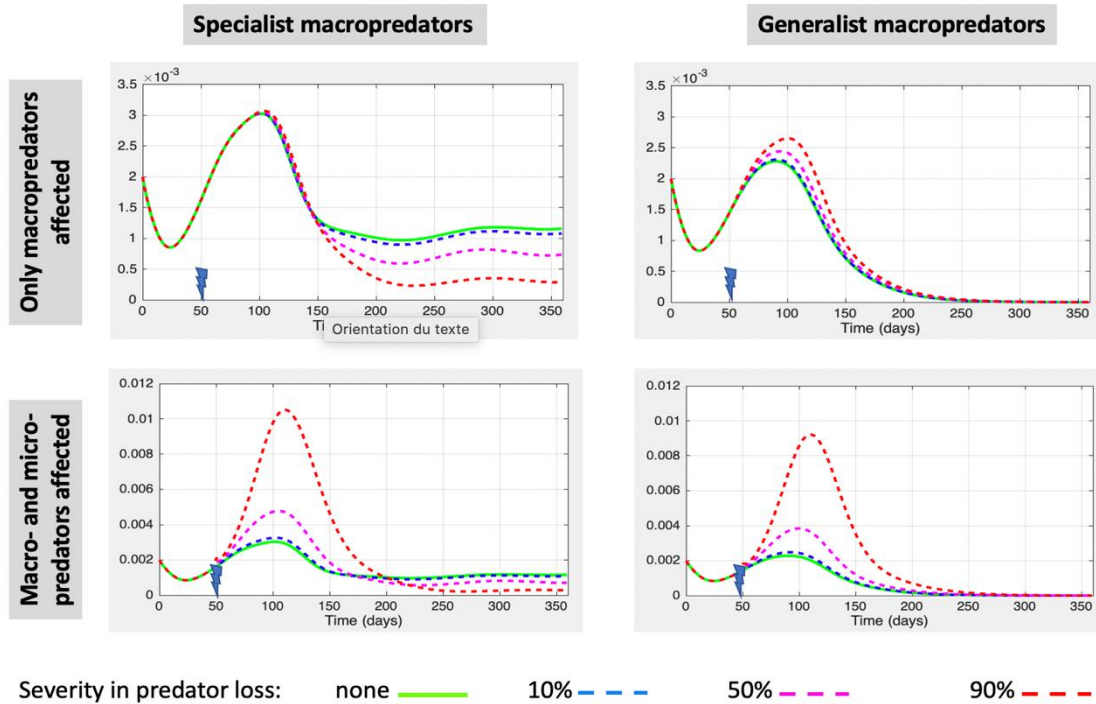 Specialist macropredators
Generalist macropredators
Only macropredators
affected
×10-3
3.5
3
2.5
2
1.5
1
0.5
0
0 50 100 150 200 250 300 350
Ti
Orientation du texte
×10-3
3.5
3
2.5
2
1.5
1
0.5
0
0 50 100 150 200 250 300 350
Time (days)
Macro- and micro-
predators affected
0.012
0.01
0.008
0.006
0.004
0.002
0
0 50 100 150 200 250 300 350
Time (days)
0.012
0.01
0.008
0.006
0.004
0.002
0
0 50 100 150 200 250 300 350
Time (days)
Severity in predator loss: none 10% 50% 90%